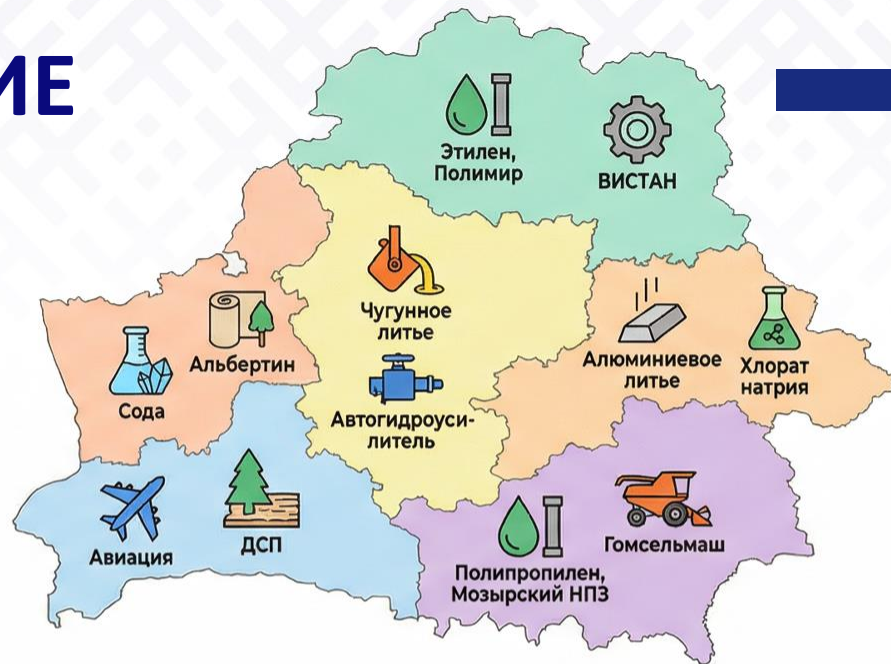 ИЕ
Этилен,
Полимир
ВИСТАН
Чугунное
литье
Автогидроуси-
литель
Альбертин
Сода
Алюминиевое
литье
Хлорат
натрия
Авиация
ДСП
Полипропилен,
Мозырский НПЗ
Гомсельмаш